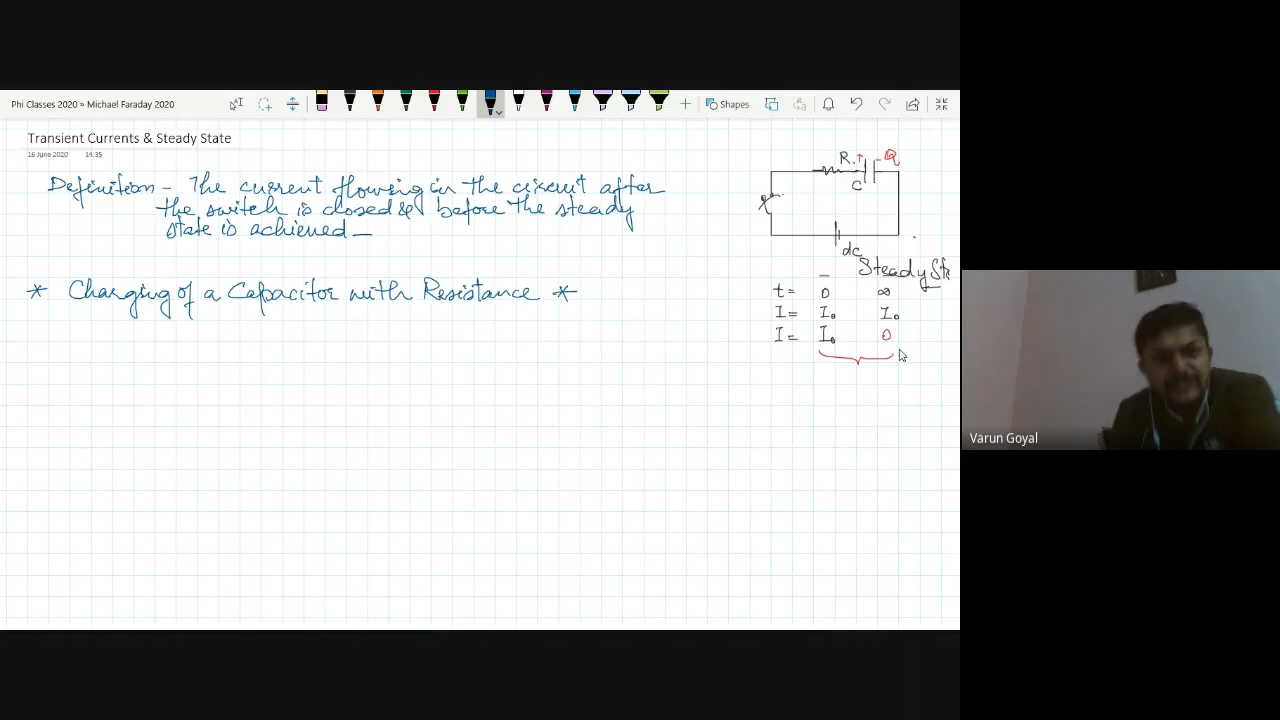 Phi Classes 2020 » Michael Faraday 2020
Shapes
Transient Currents & Steady State
16 June 2020 14:35
Definition - The current flowing in the circuit after
the switch is closed & before the steady
state is achieved -
* Charging of a Capacitor with Resistance *
R + - Q
C
dc
Steady St
t = 0 ∞
I = I₀ I₀
I = I₀ 0
Varun Goyal